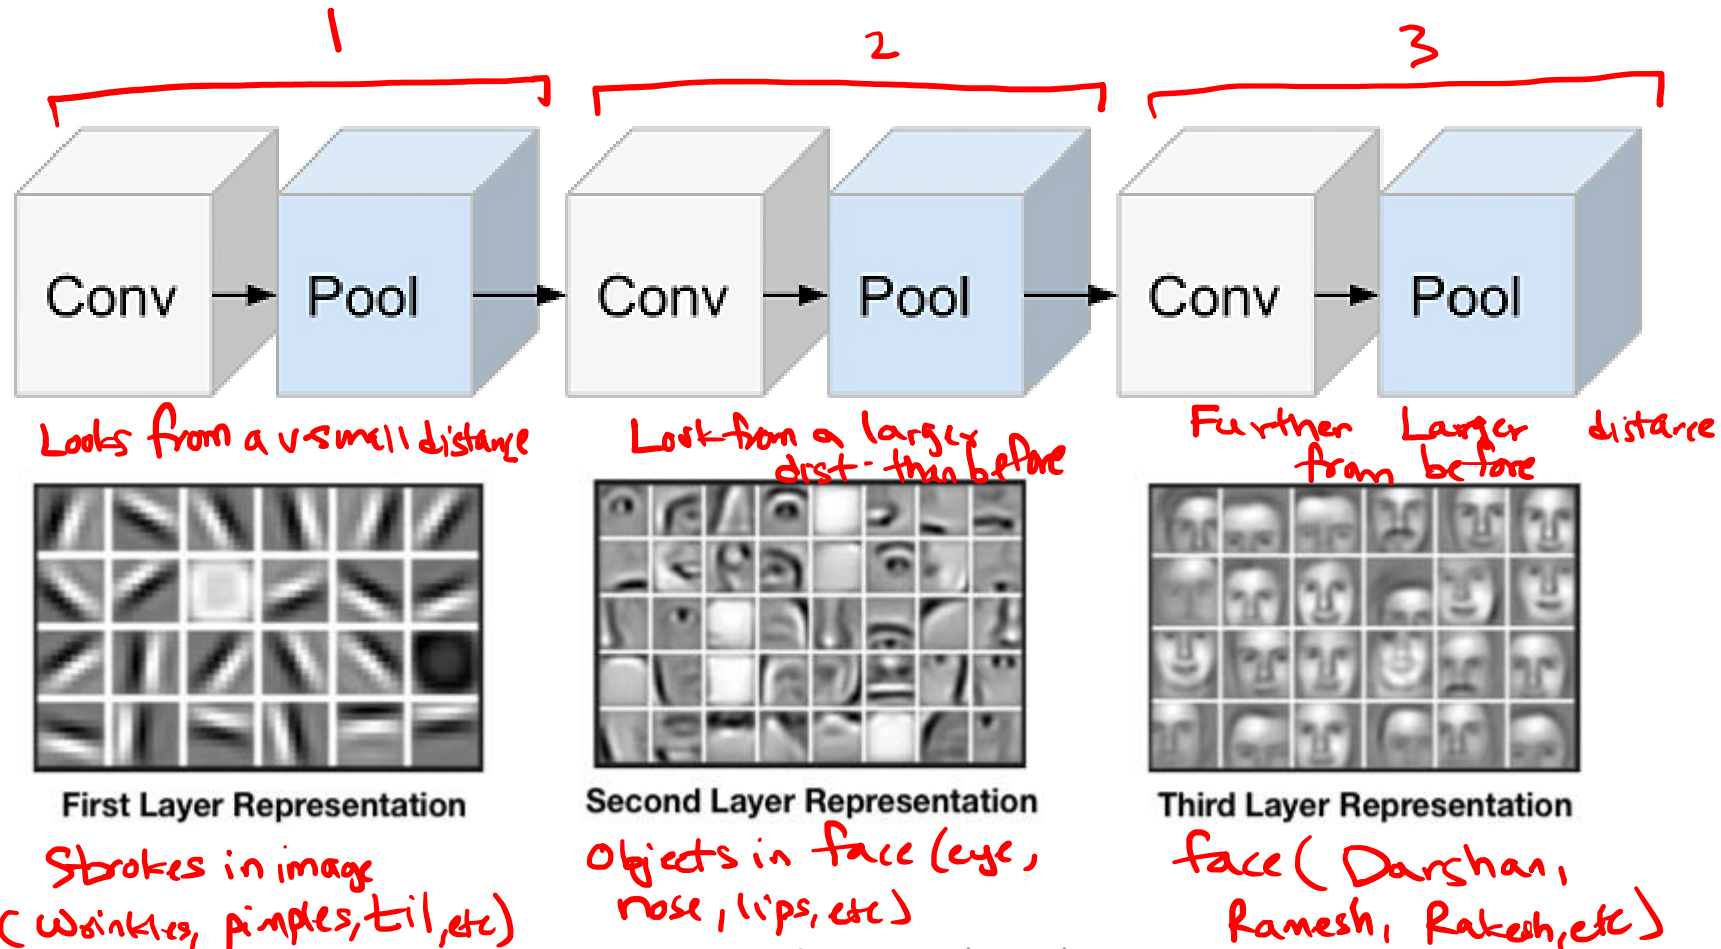 1 2 3
Conv Pool Conv Pool Conv Pool
Looks from a v small distance
Look from a larger
dist. than before
Further Larger distance
from before
First Layer Representation
Second Layer Representation
Third Layer Representation
Strokes in image
(wrinkles, pimples, til, etc)
Objects in face (eye,
nose, lips, etc)
face (Darshan,
Ramesh, Rakesh, etc)